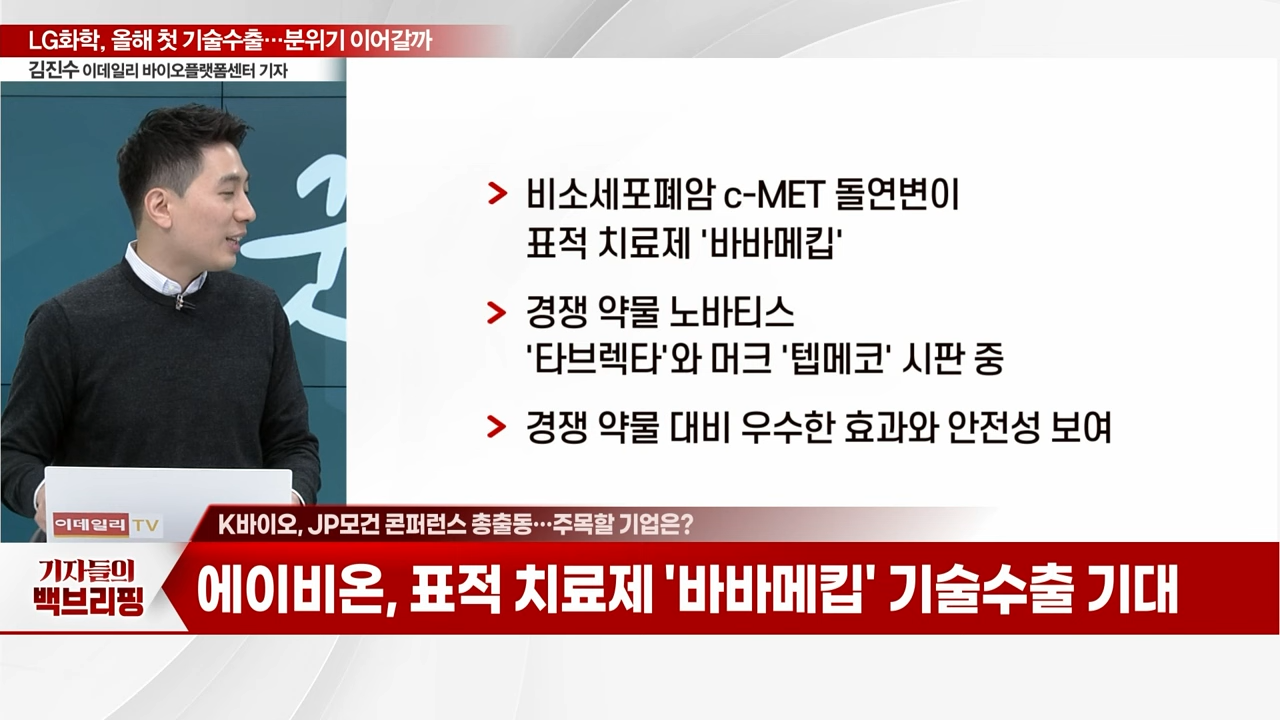 LG화학, 올해 첫 기술수출…분위기 이어갈까
김진수 이데일리 바이오플랫폼센터 기자
> 비소세포폐암 c-MET 돌연변이
표적 치료제 '바바메킵'
> 경쟁 약물 노바티스
'타브렉타'와 머크 '텝메코' 시판 중
> 경쟁 약물 대비 우수한 효과와 안전성 보여
이데일리 TV
K바이오, JP모건 콘퍼런스 총출동…주목할 기업은?
기자들의
백브리핑
에이비온, 표적 치료제 '바바메킵' 기술수출 기대